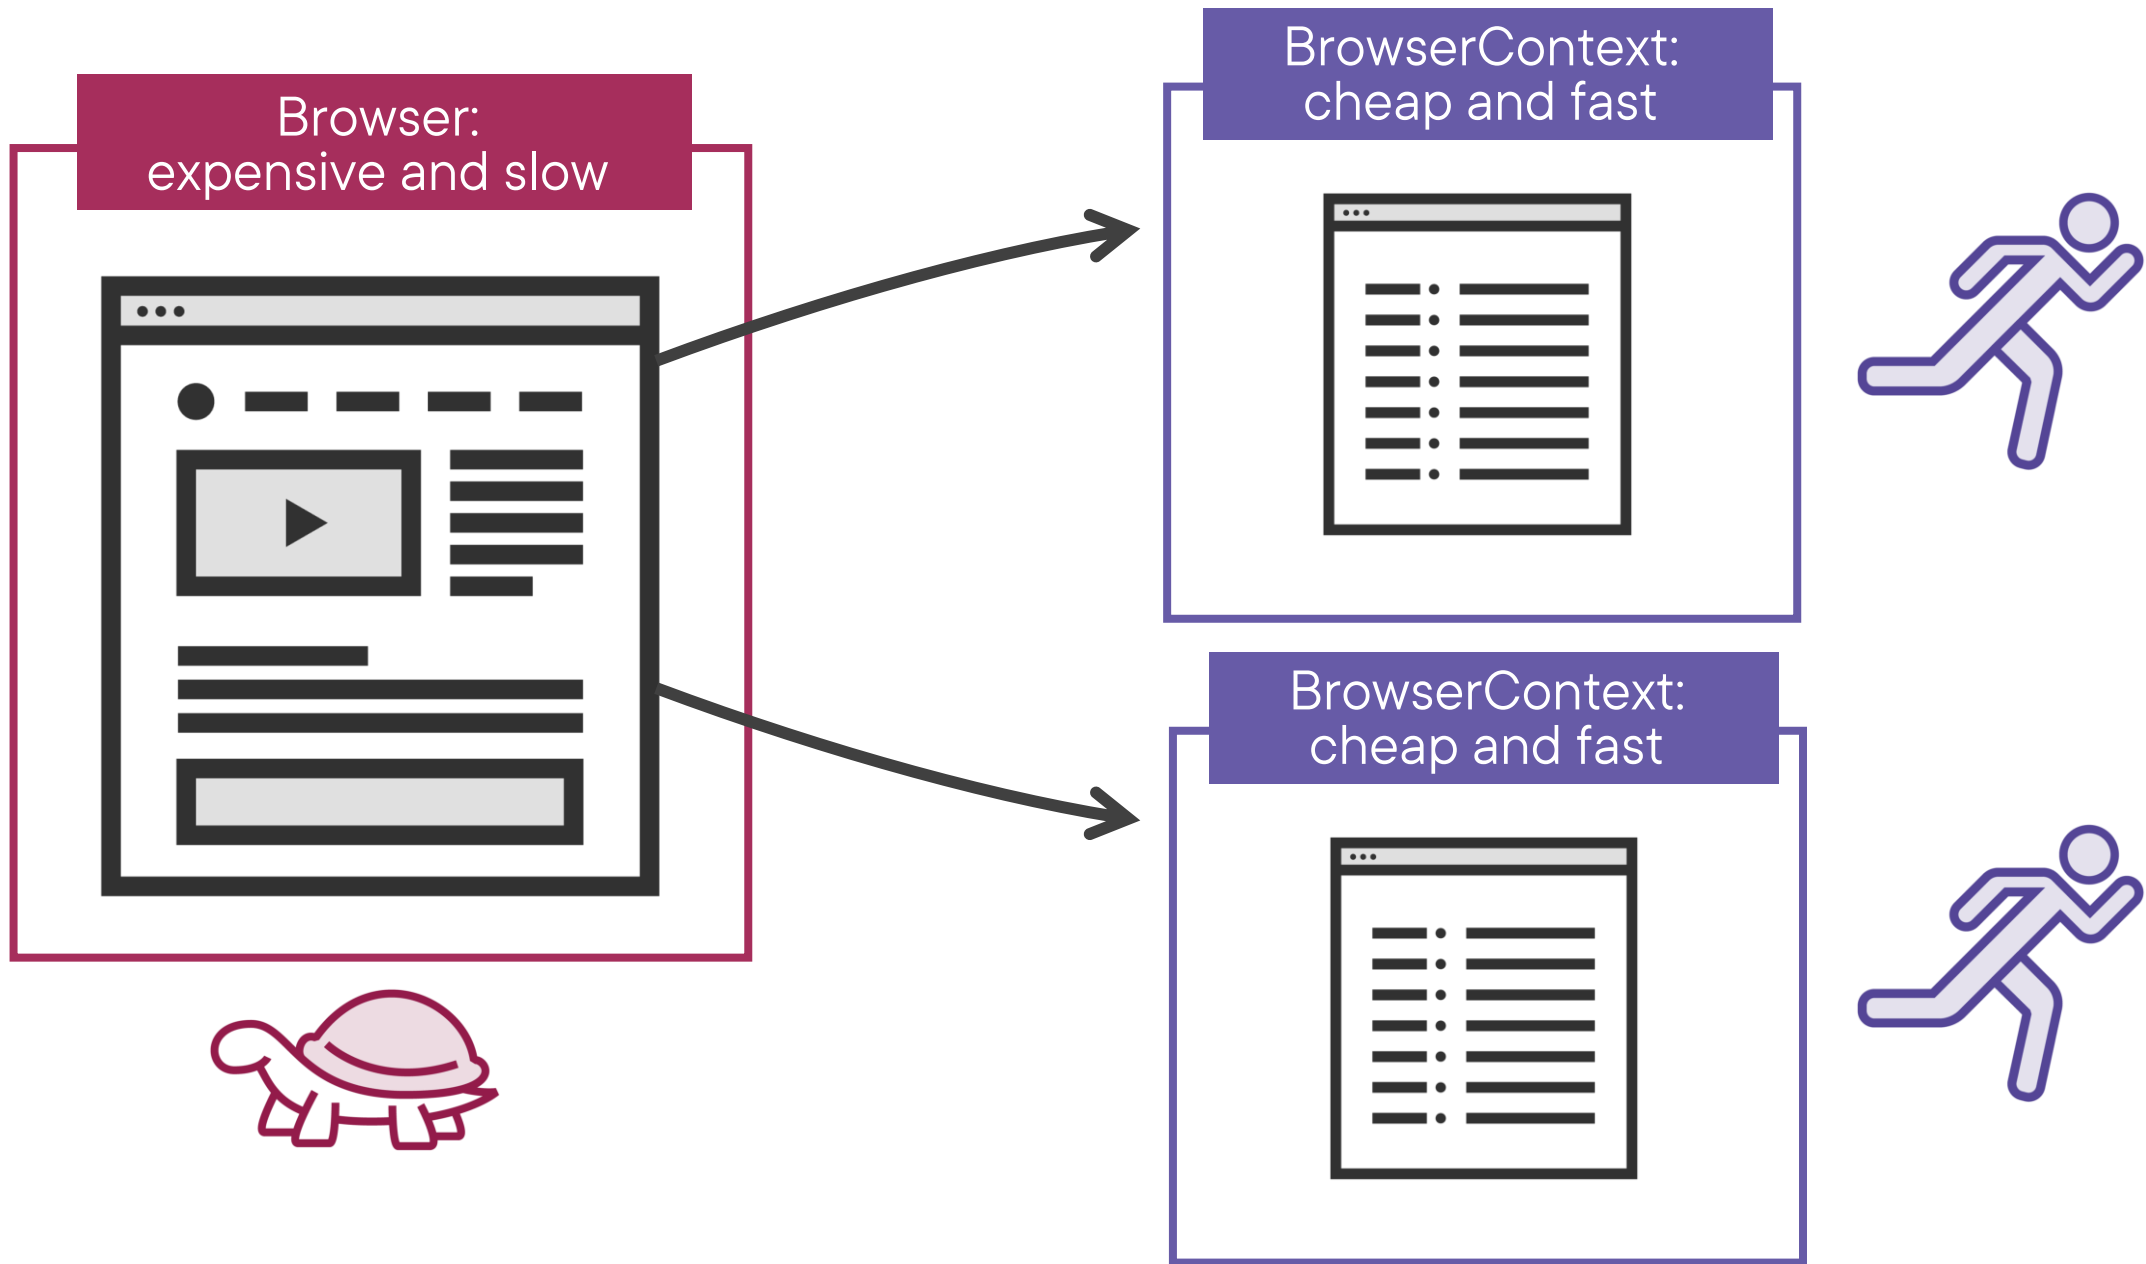 Browser:
expensive and slow
BrowserContext:
cheap and fast
BrowserContext:
cheap and fast